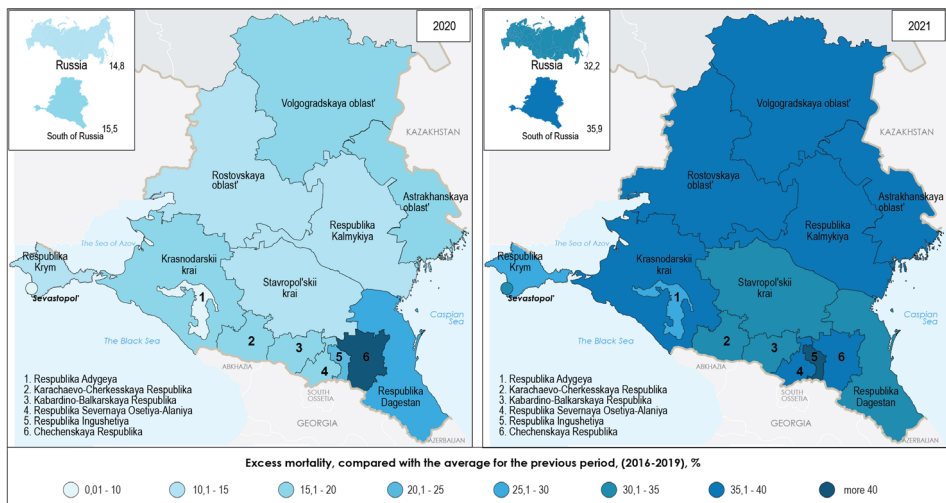 2020
Russia
14,8
South of Russia
15,5
Volgogradskaya oblast'
KAZAKHSTAN
Rostovskaya
oblast'
Astrakhanskaya
oblast'
Respublika
Kalmykiya
The Sea of Azov
Respublika
Krym
Krasnodarskii
krai
Sevastopol'
Stavropol'skii
krai
Caspian
Sea
The Black Sea
1
2
3
4
5
6
ABKHAZIA
SOUTH
OSSETIA
Respublika
Dagestan
GEORGIA
AZERBAIJAN
1. Respublika Adygeya
2. Karachaevo-Cherkesskaya Respublika
3. Kabardino-Balkarskaya Respublika
4. Respublika Severnaya Osetiya-Alaniya
5. Respublika Ingushetiya
6. Chechenskaya Respublika
2021
Russia
32,2
South of Russia
35,9
Volgogradskaya oblast'
KAZAKHSTAN
Rostovskaya
oblast'
Astrakhanskaya
oblast'
Respublika
Kalmykiya
The Sea of Azov
Respublika
Krym
Krasnodarskii
krai
Sevastopol'
Stavropol'skii
krai
Caspian
Sea
The Black Sea
1
2
3
4
5
6
ABKHAZIA
SOUTH
OSSETIA
Respublika
Dagestan
GEORGIA
AZERBAIJAN
1. Respublika Adygeya
2. Karachaevo-Cherkesskaya Respublika
3. Kabardino-Balkarskaya Respublika
4. Respublika Severnaya Osetiya-Alaniya
5. Respublika Ingushetiya
6. Chechenskaya Respublika
Excess mortality, compared with the average for the previous period, (2016-2019), %
0,01 - 10
10,1 - 15
15,1 - 20
20,1 - 25
25,1 - 30
30,1 - 35
35,1 - 40
more 40